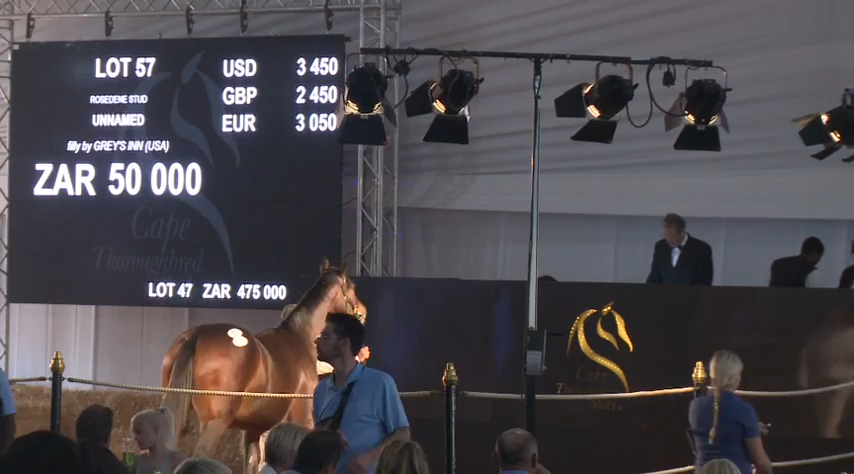 LOT 57 USD 3 450
ROSEDENE STUD GBP 2 450
UNNAMED EUR 3 050
filly by GREY'S INN (USA)
ZAR 50 000
Cape
Thoroughbred
LOT 47 ZAR 475 000
Cape